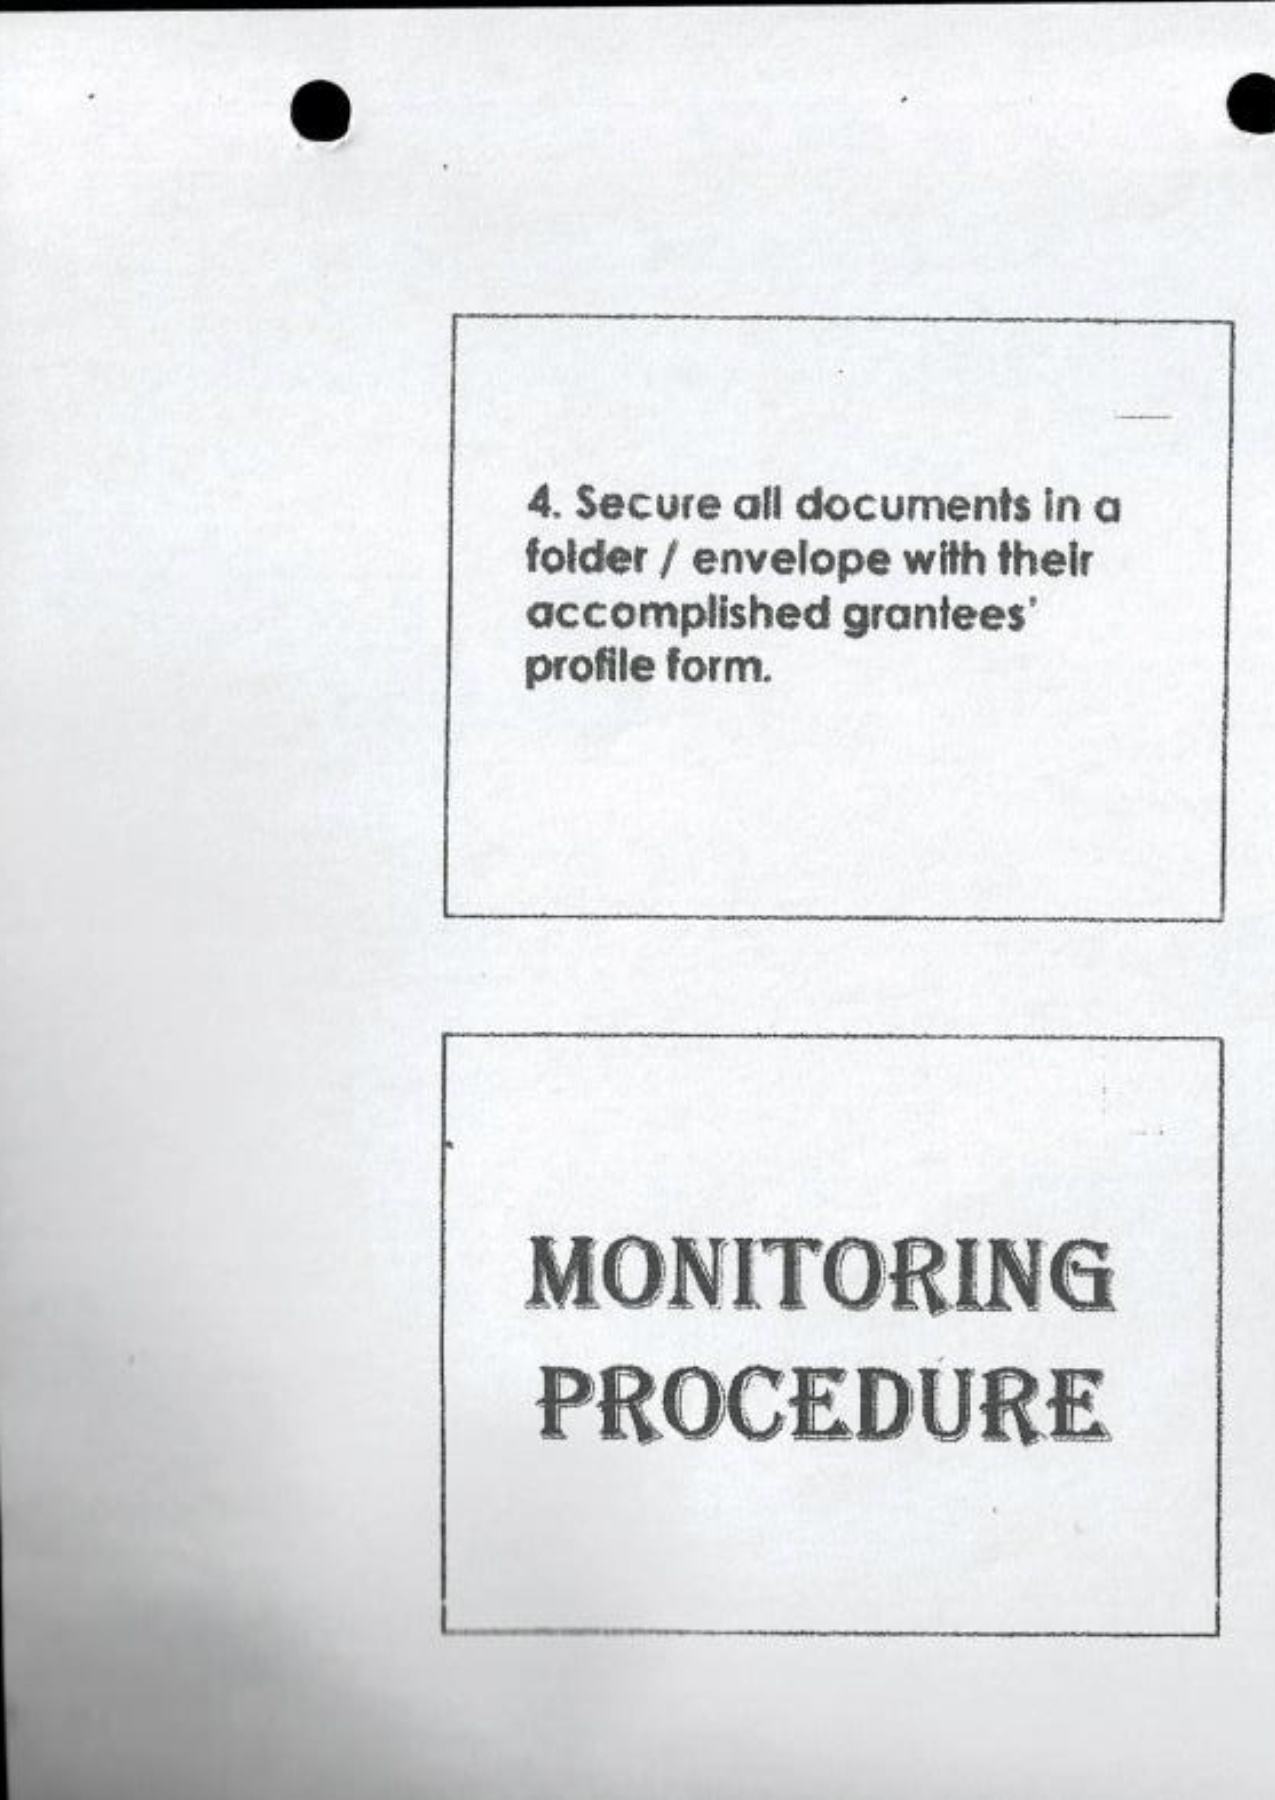 4. Secure all documents in a
folder / envelope with their
accomplished grantees'
profile form.
MONITORING
PROCEDURE